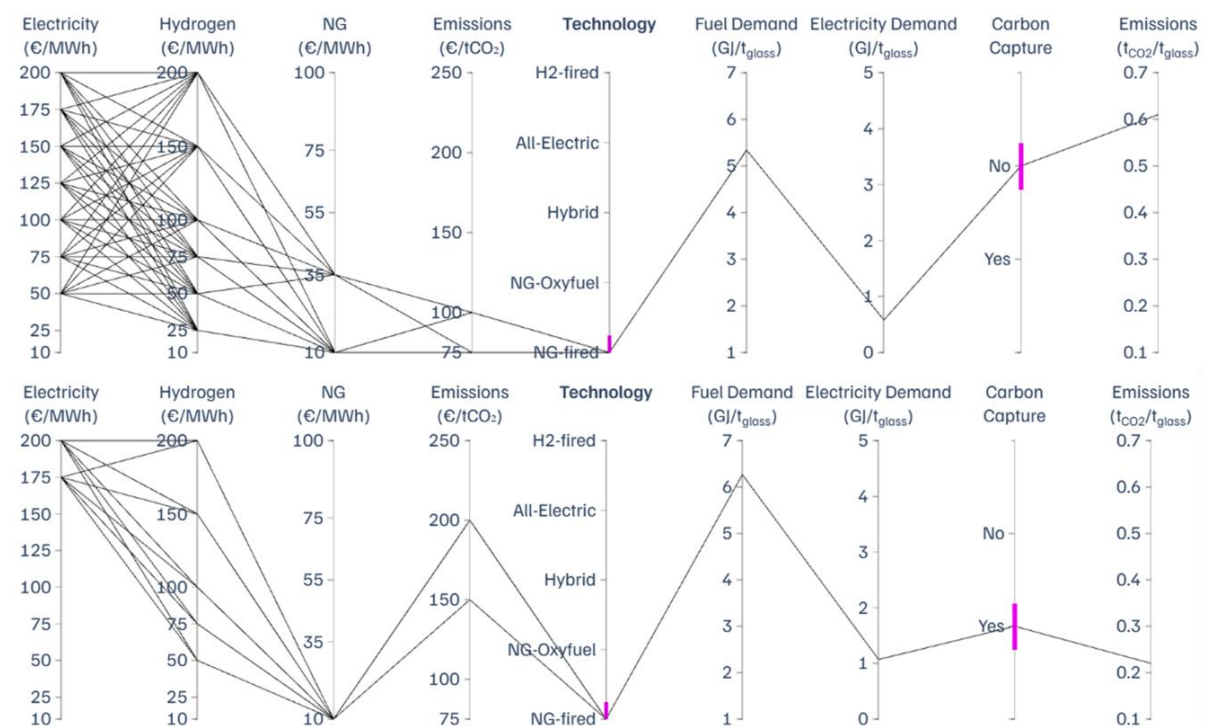 Electricity Hydrogen NG Emissions Technology Fuel Demand Electricity Demand Carbon Emissions
(€/MWh) (€/MWh) (€/MWh) (€/tCO₂) (GJ/tglass) (GJ/tglass) Capture (tCO2/tglass)
200 200 100 250 H2-fired 7 5 0.7
175
6 4 0.6
150 150 75 200 All-Electric
125 5 3 No 0.5
100 100 55 150 Hybrid 4 0.4
75 75 2
3 Yes 0.3
50 50 35 100 NG-Oxyfuel 1
2 0.2
25 25
10 10 10 75 NG-fired 1 0 0.1
Electricity Hydrogen NG Emissions Technology Fuel Demand Electricity Demand Carbon Emissions
(€/MWh) (€/MWh) (€/MWh) (€/tCO₂) (GJ/tglass) (GJ/tglass) Capture (tCO2/tglass)
200 200 100 250 H2-fired 7 5 0.7
175
6 4 0.6
150 150 75 200 All-Electric
125 5 3 No 0.5
100 100 55 150 Hybrid 4 0.4
75 75 2
3 Yes 0.3
50 50 35 100 NG-Oxyfuel 1
2 0.2
25 25
10 10 10 75 NG-fired 1 0 0.1